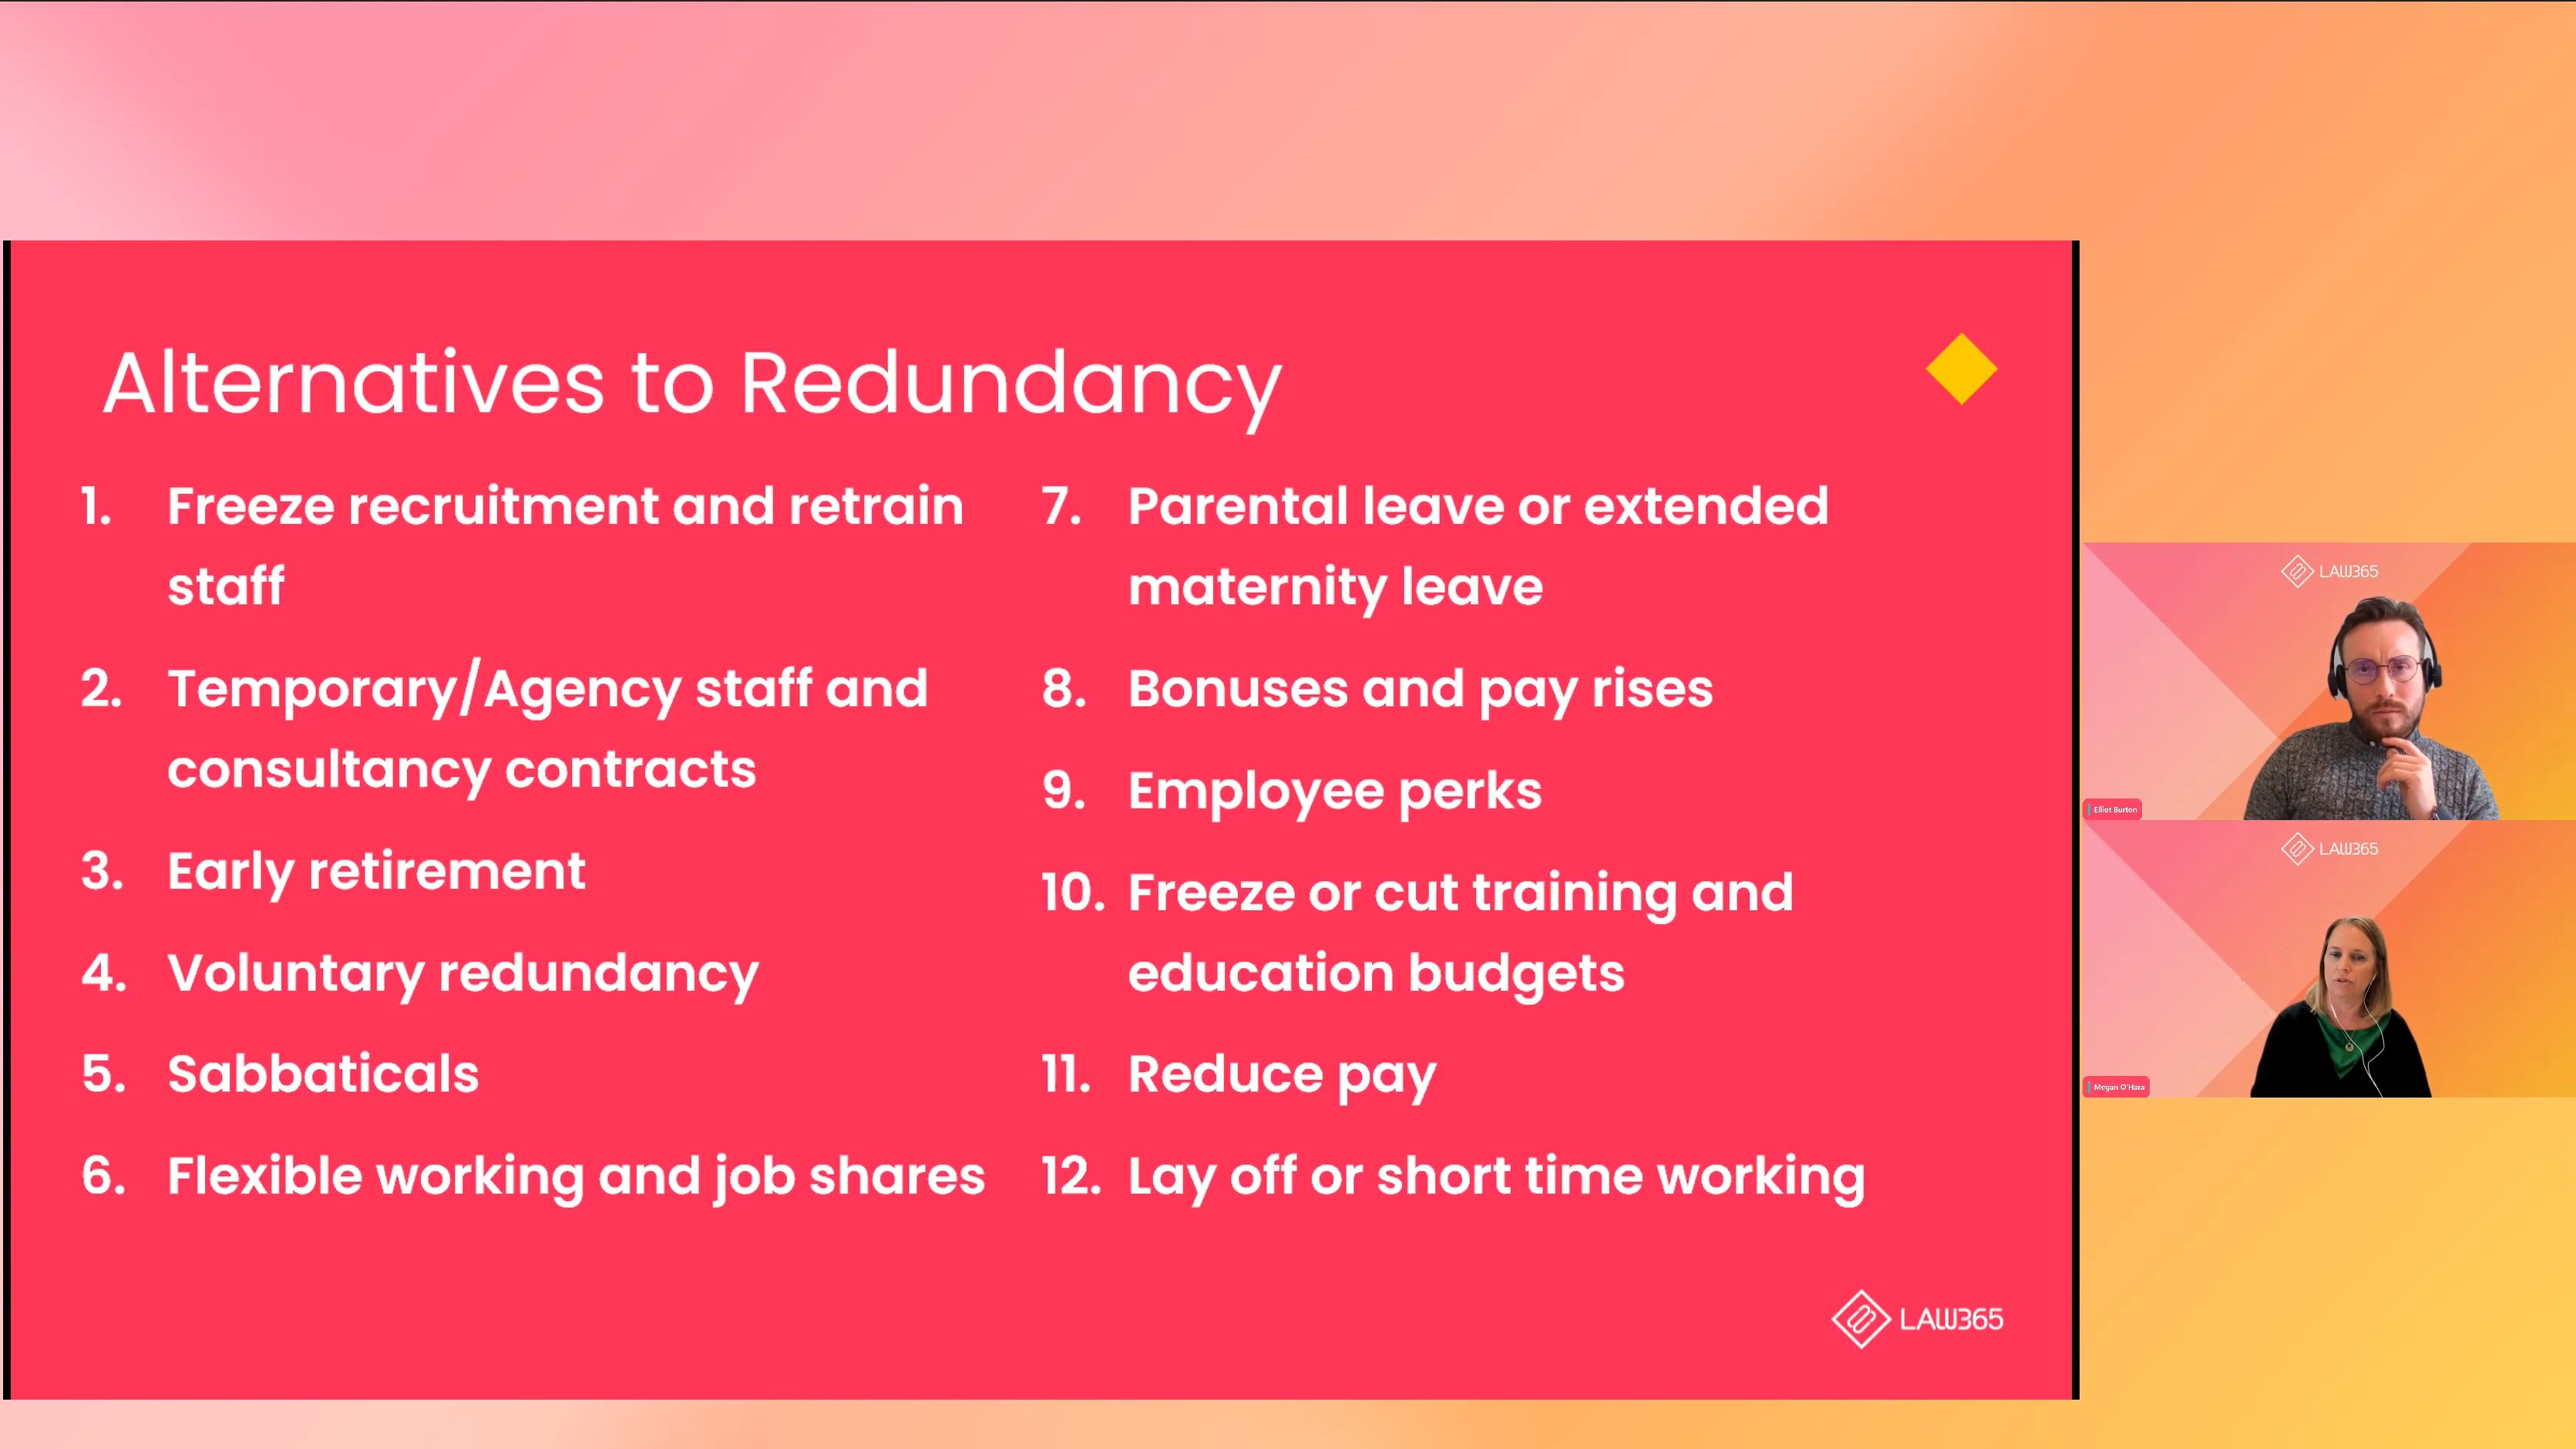 Alternatives to Redundancy
1. Freeze recruitment and retrain
staff
2. Temporary/Agency staff and
consultancy contracts
3. Early retirement
4. Voluntary redundancy
5. Sabbaticals
6. Flexible working and job shares
7. Parental leave or extended
maternity leave
8. Bonuses and pay rises
9. Employee perks
10. Freeze or cut training and
education budgets
11. Reduce pay
12. Lay off or short time working
LAW365
LAW365
Elliot Burton
LAW365
Megan O'Hara